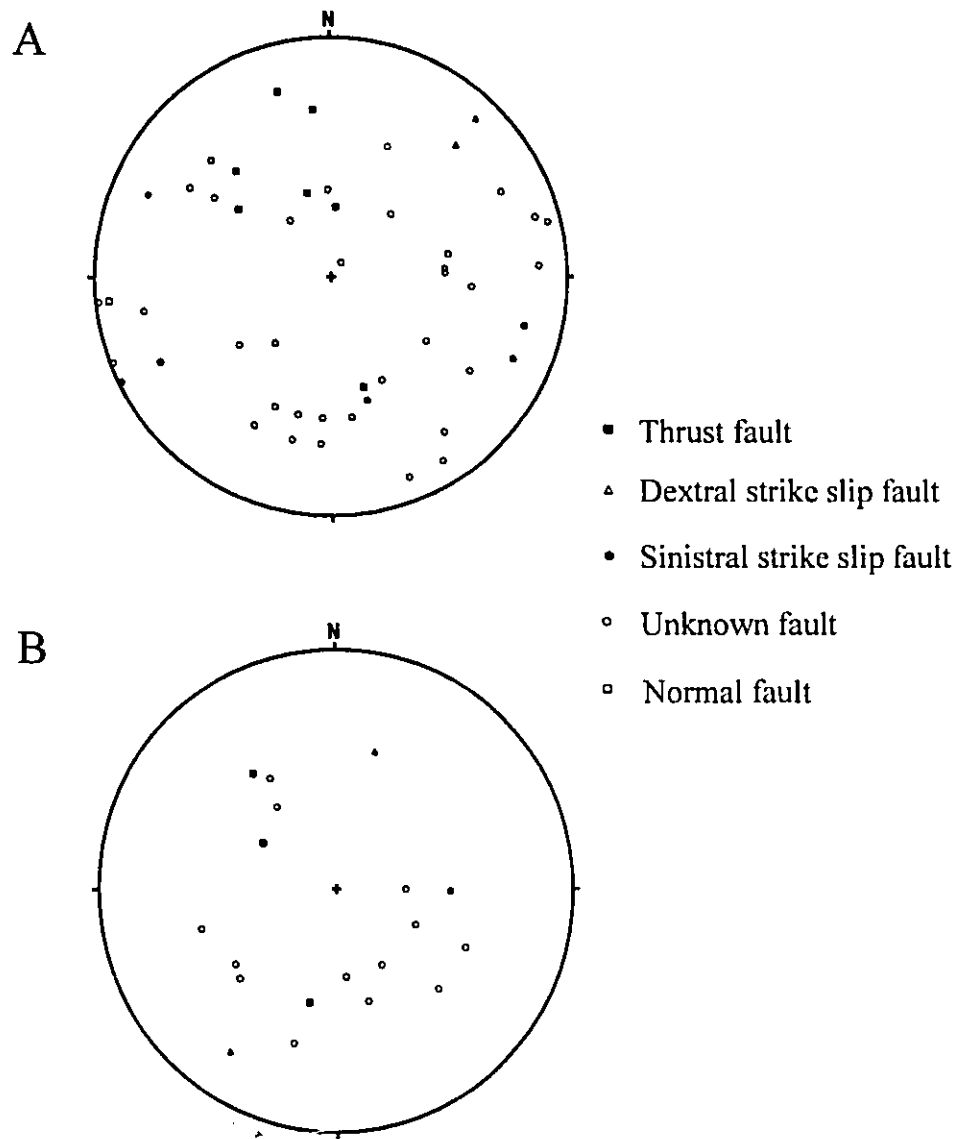 A
N
Thrust fault
Dextral strike slip fault
Sinistral strike slip fault
Unknown fault
Normal fault
B
N